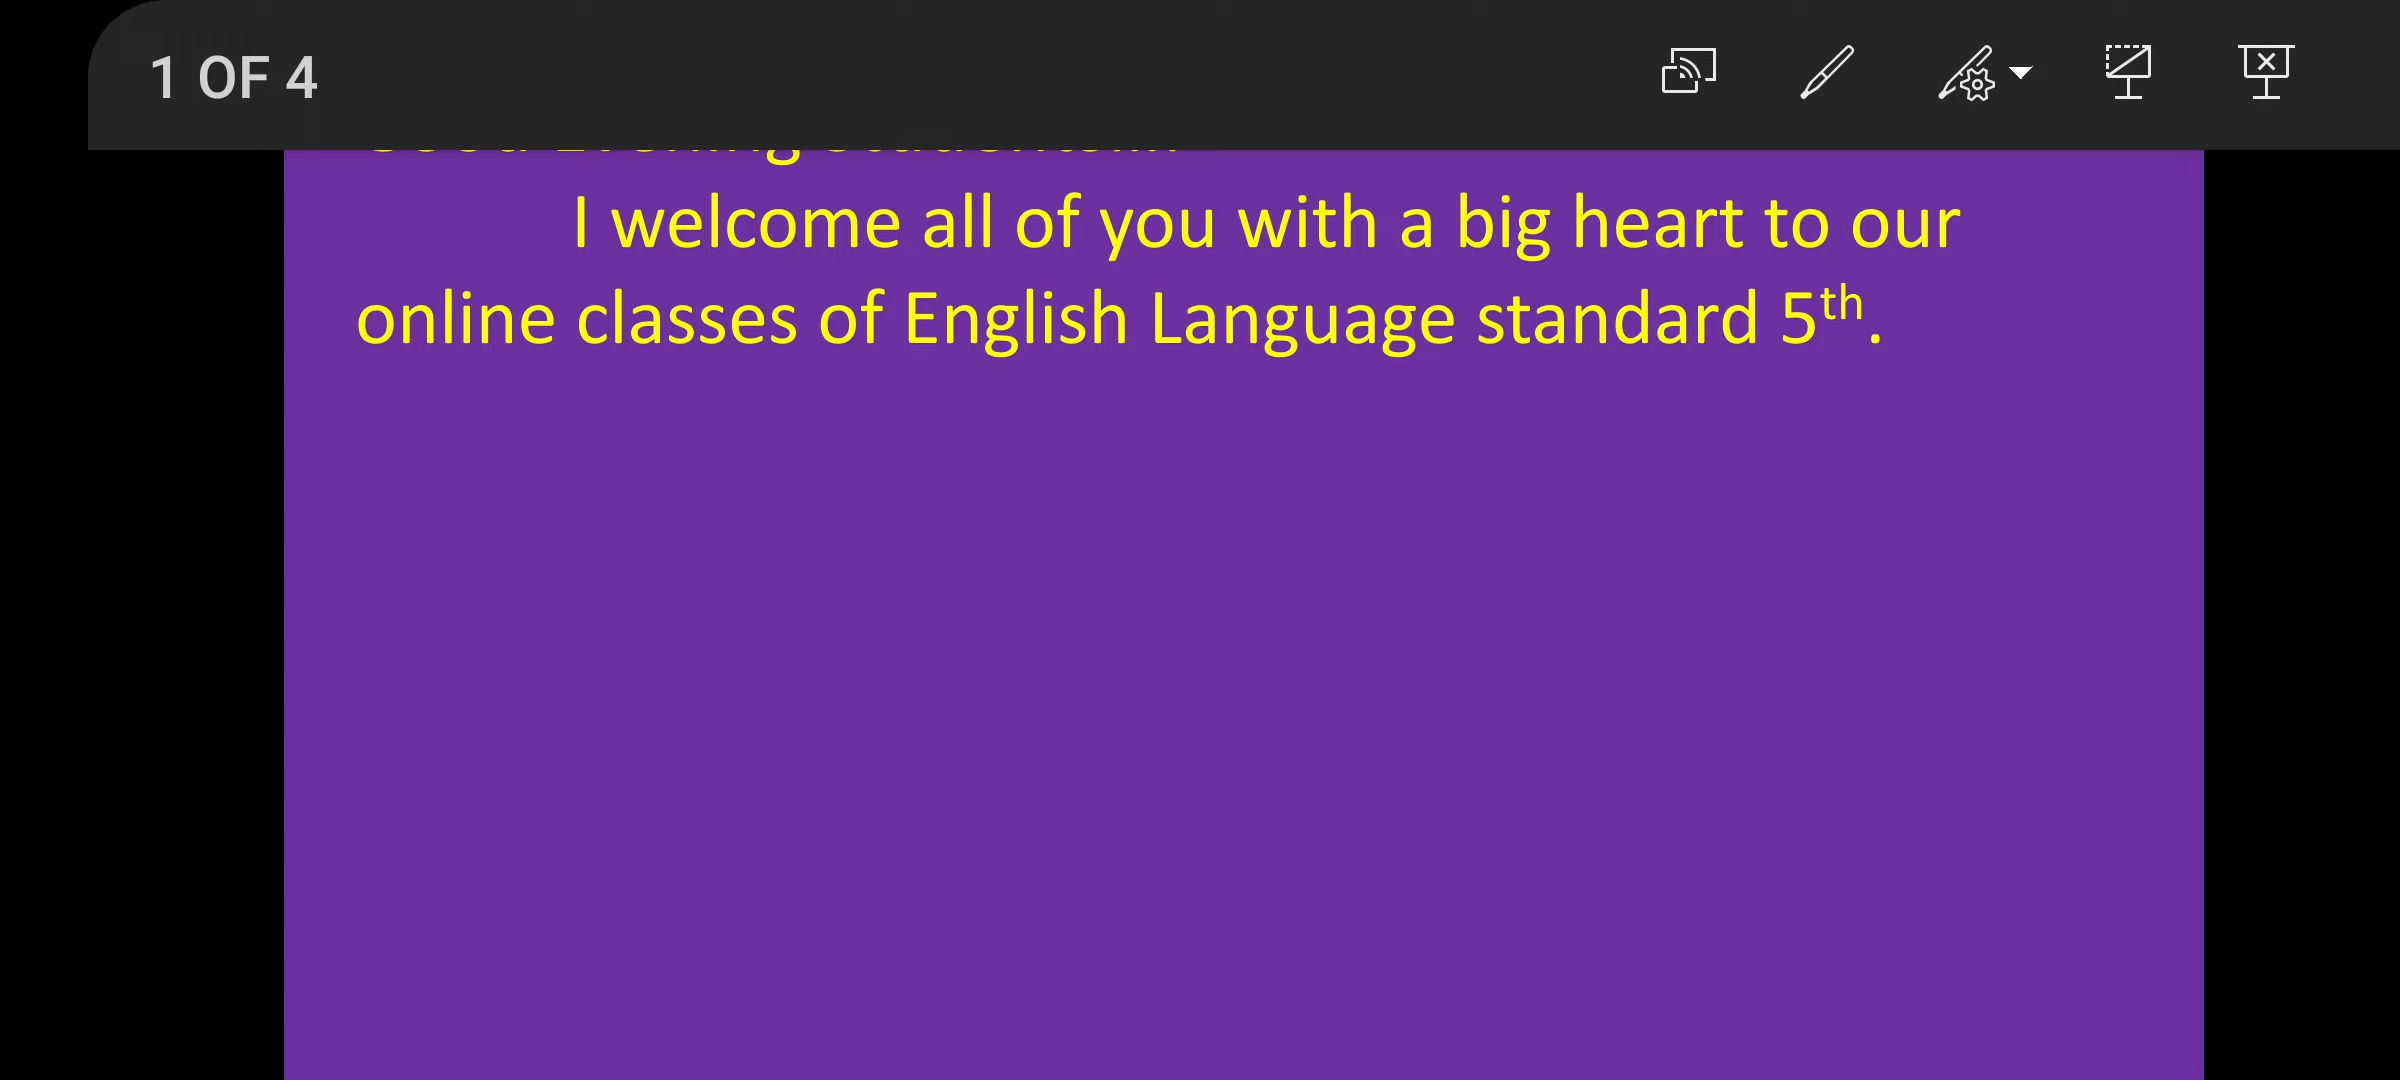 1 OF 4
I welcome all of you with a big heart to our
online classes of English Language standard 5th.